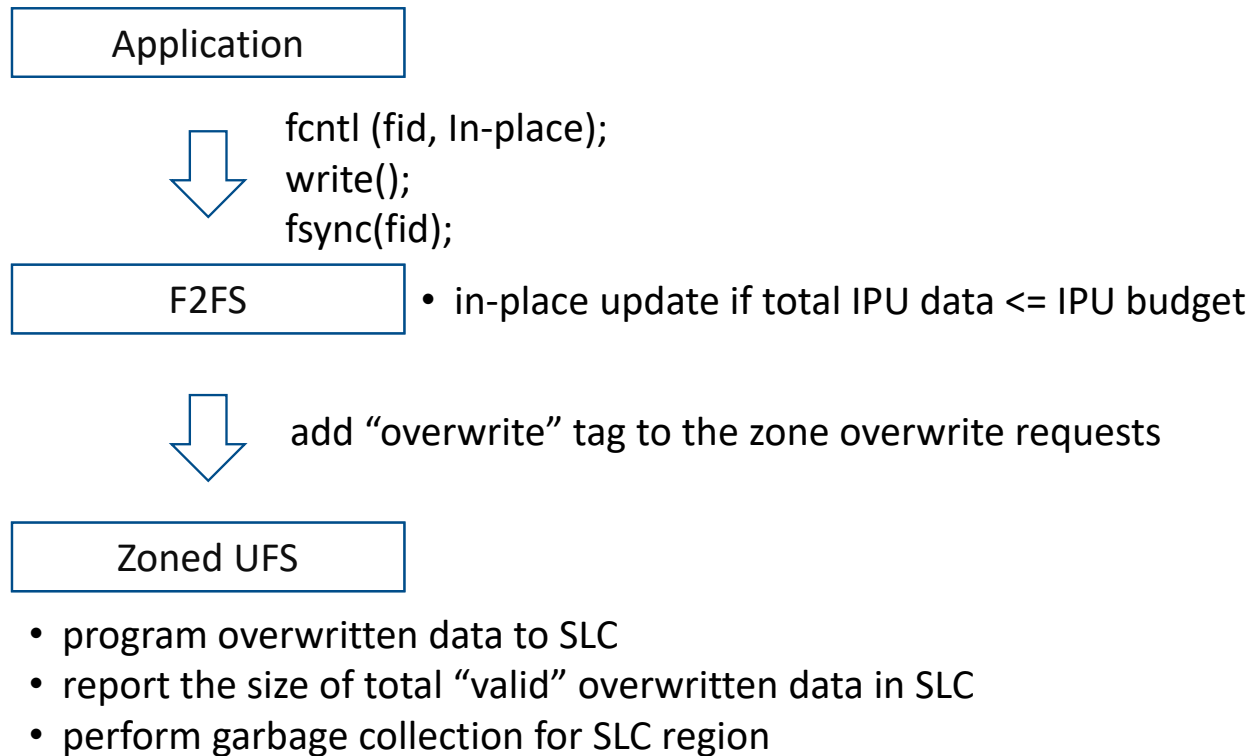 Application
fcntl (fid, In-place);
write();
fsync(fid);
F2FS
• in-place update if total IPU data <= IPU budget
add “overwrite” tag to the zone overwrite requests
Zoned UFS
• program overwritten data to SLC
• report the size of total “valid” overwritten data in SLC
• perform garbage collection for SLC region